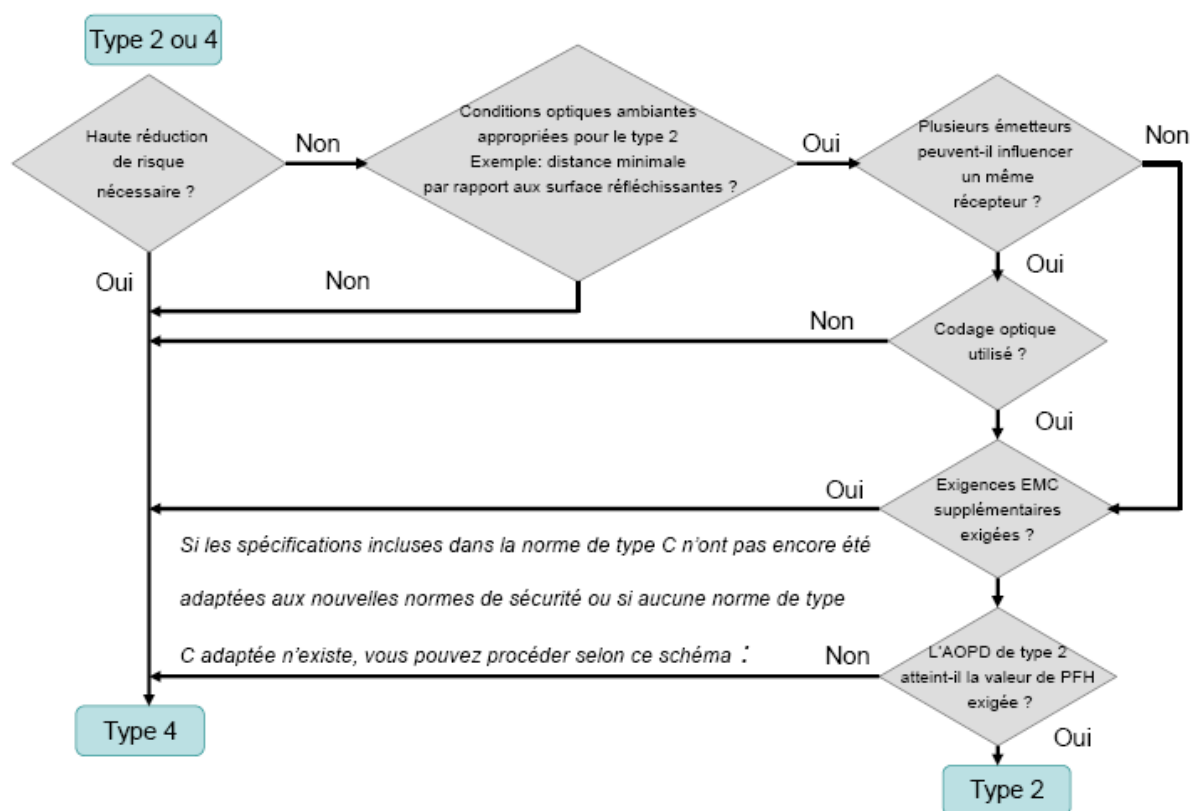 Type 2 ou 4
Haute réduction
de risque
nécessaire ?
Non
Conditions optiques ambiantes
appropriées pour le type 2
Exemple: distance minimale
par rapport aux surface réfléchissantes ?
Oui
Plusieurs émetteurs
peuvent-il influencer
un même
récepteur ?
Non
Oui
Non
Oui
Non
Codage optique
utilisé ?
Oui
Oui
Exigences EMC
supplémentaires
exigées ?
Si les spécifications incluses dans la norme de type C n'ont pas encore été
adaptées aux nouvelles normes de sécurité ou si aucune norme de type
C adaptée n'existe, vous pouvez procéder selon ce schéma :
Non
L'AOPD de type 2
atteint-il la valeur de PFH
exigée ?
Oui
Type 4
Type 2